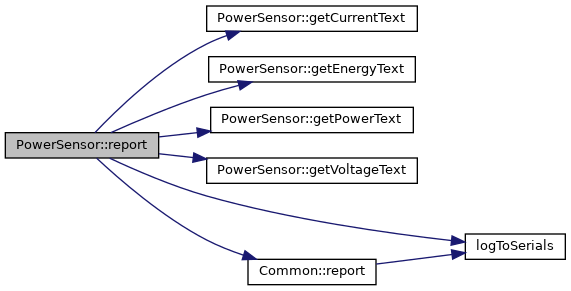 PowerSensor::getCurrentText
PowerSensor::getEnergyText
PowerSensor::getPowerText
PowerSensor::report
PowerSensor::getVoltageText
logToSerials
Common::report